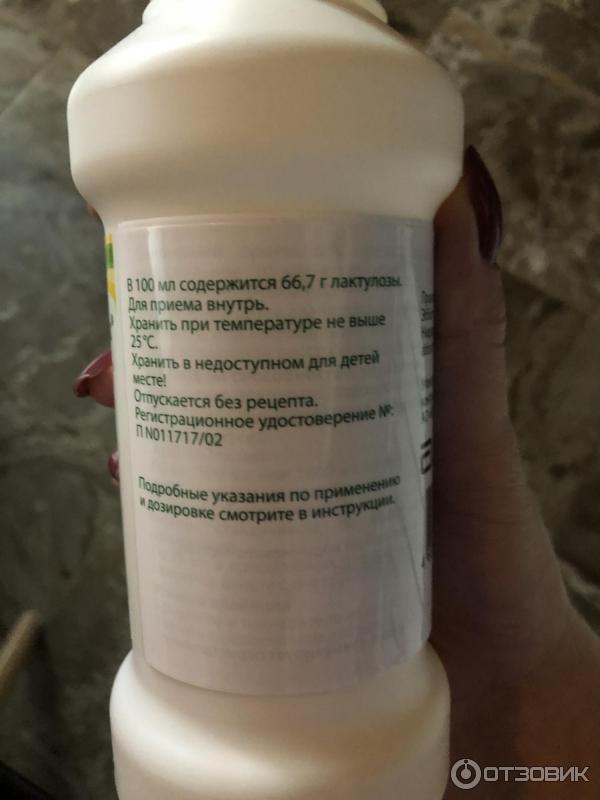 В 100 мл содержится 66,7 г лактулозы.
Для приема внутрь.
Хранить при температуре не выше
25°C.
Хранить в недоступном для детей
месте!
Отпускается без рецепта.
Регистрационное удостоверение №:
П N011717/02
Подробные указания по применению
и дозировке смотрите в инструкции.
ОТЗОВИК